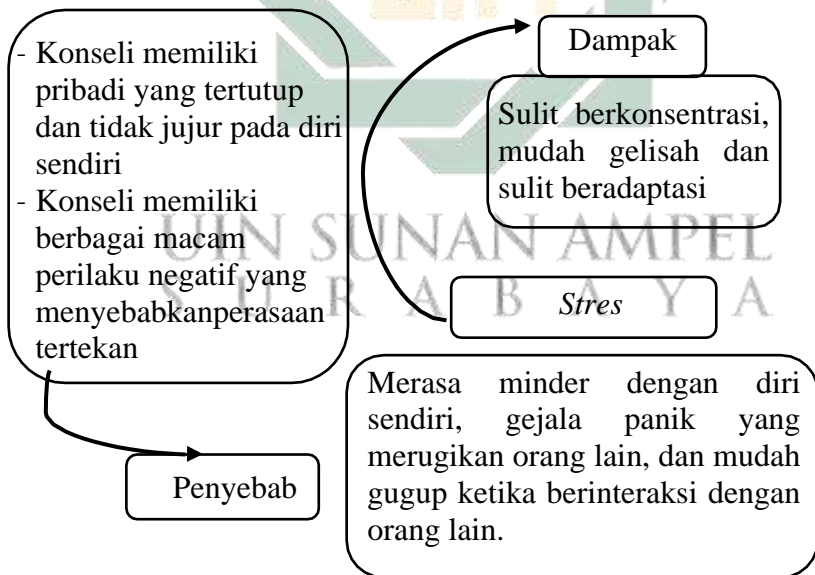 - Konseli memiliki
pribadi yang tertutup
dan tidak jujur pada diri
sendiri
- Konseli memiliki
berbagai macam
perilaku negatif yang
menyebabkanperasaan
tertekan
Penyebab
Dampak
Sulit berkonsentrasi,
mudah gelisah dan
sulit beradaptasi
UIN SUNAN AMPEL
SURABAYA
Stres
Merasa minder dengan diri
sendiri, gejala panik yang
merugikan orang lain, dan mudah
gugup ketika berinteraksi dengan
orang lain.